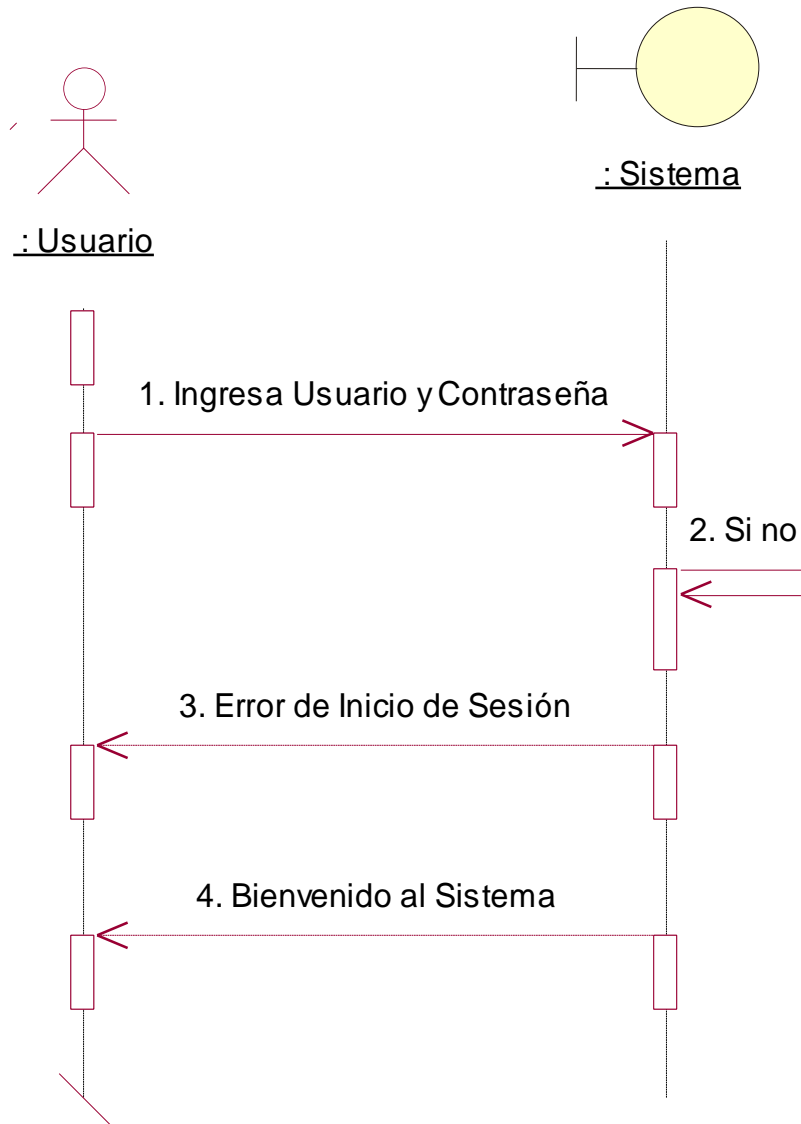 : Sistema
: Usuario
1. Ingresa Usuario y Contraseña
2. Si no
3. Error de Inicio de Sesión
4. Bienvenido al Sistema